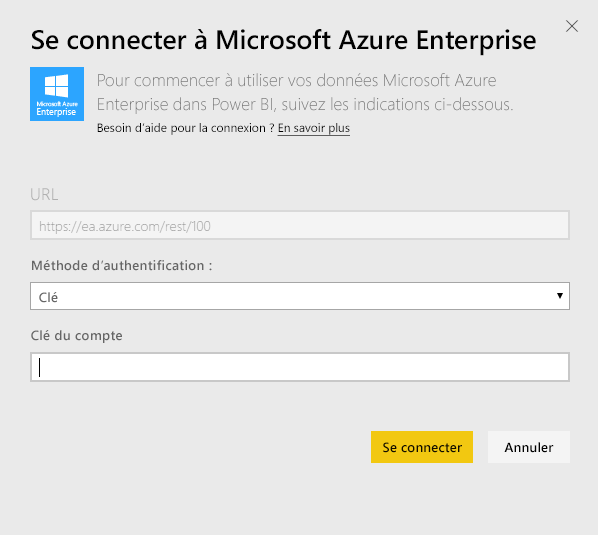 Se connecter à Microsoft Azure Enterprise
Microsoft Azure
Enterprise
Pour commencer à utiliser vos données Microsoft Azure
Enterprise dans Power BI, suivez les indications ci-dessous.
Besoin d'aide pour la connexion ? En savoir plus
URL
https://ea.azure.com/rest/100
Méthode d'authentification :
Clé
Clé du compte
Se connecter
Annuler